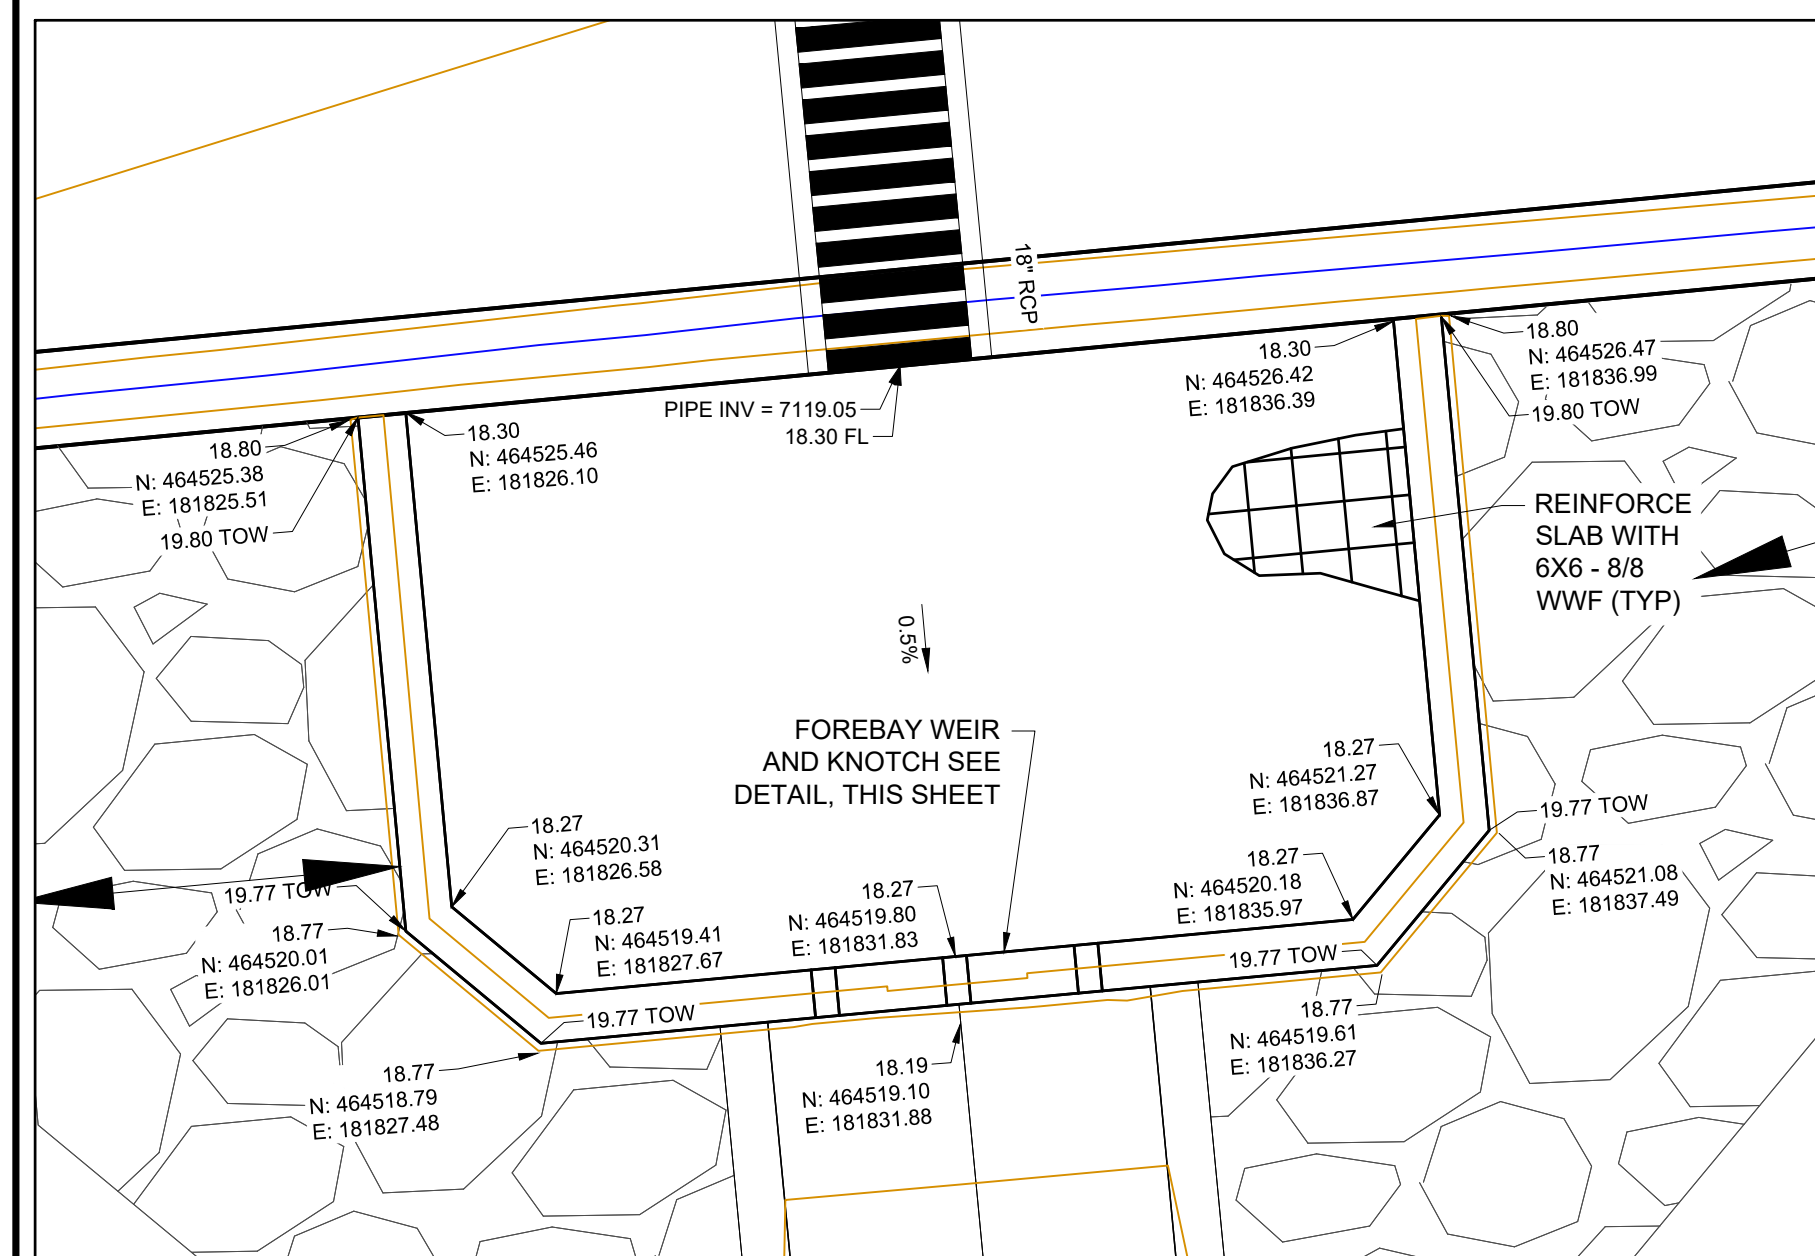 18" RCP
PIPE INV = 7119.05
18.30 FL
18.80
N: 464525.38
E: 181825.51
19.80 TOW
18.30
N: 464525.46
E: 181826.10
18.30
N: 464526.42
E: 181836.39
18.80
N: 464526.47
E: 181836.99
19.80 TOW
REINFORCE
SLAB WITH
6X6 - 8/8
WWF (TYP)
0.5%
FOREBAY WEIR
AND KNOTCH SEE
DETAIL, THIS SHEET
18.27
N: 464521.27
E: 181836.87
19.77 TOW
18.27
N: 464520.31
E: 181826.58
19.77 TOW
18.77
N: 464520.01
E: 181826.01
18.27
N: 464519.41
E: 181827.67
18.27
N: 464519.80
E: 181831.83
18.27
N: 464520.18
E: 181835.97
18.77
N: 464521.08
E: 181837.49
19.77 TOW
19.77 TOW
18.77
N: 464518.79
E: 181827.48
18.19
N: 464519.10
E: 181831.88
18.77
N: 464519.61
E: 181836.27